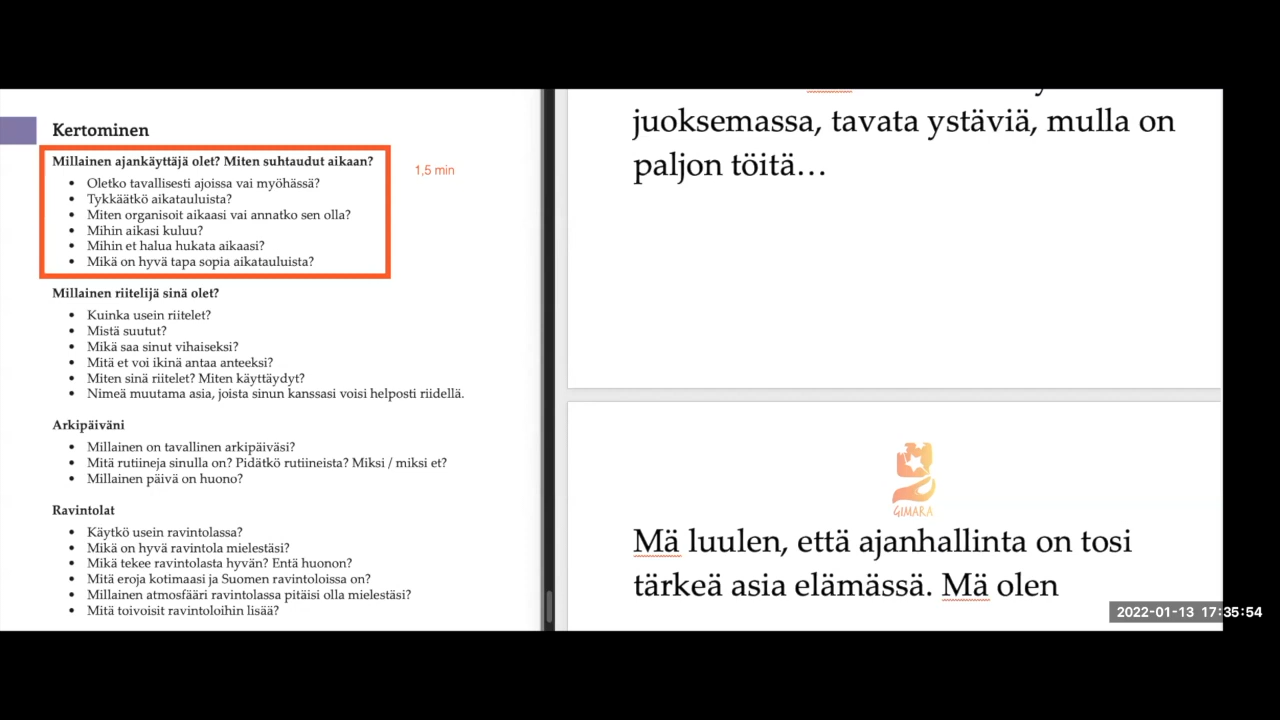 Kertominen
Millainen ajankäyttäjä olet? Miten suhtaudut aikaan?
1,5 min
• Oletko tavallisesti ajoissa vai myöhässä?
• Tykkäätkö aikatauluista?
• Miten organisoit aikaasi vai annatko sen olla?
• Mihin aikasi kuluu?
• Mihin et halua hukata aikaasi?
• Mikä on hyvä tapa sopia aikatauluista?
Millainen riitelijä sinä olet?
• Kuinka usein riitelet?
• Mistä suutut?
• Mikä saa sinut vihaiseksi?
• Mitä et voi ikinä antaa anteeksi?
• Miten sinä riitelet? Miten käyttäydyt?
• Nimeä muutama asia, joista sinun kanssasi voisi helposti riidellä.
Arkipäiväni
• Millainen on tavallinen arkipäiväsi?
• Mitä rutiineja sinulla on? Pidätkö rutiineista? Miksi / miksi et?
• Millainen päivä on huono?
Ravintolat
• Käytkö usein ravintolassa?
• Mikä on hyvä ravintola mielestäsi?
• Mikä tekee ravintolasta hyvän? Entä huonon?
• Mitä eroja kotimaasi ja Suomen ravintoloissa on?
• Millainen atmosfääri ravintolassa pitäisi olla mielestäsi?
• Mitä toivoisit ravintoloihin lisää?
juoksemassa, tavata ystäviä, mulla on
paljon töitä…
GIMARA
Mä luulen, että ajanhallinta on tosi
tärkeä asia elämässä. Mä olen
2022-01-13 17:35:54